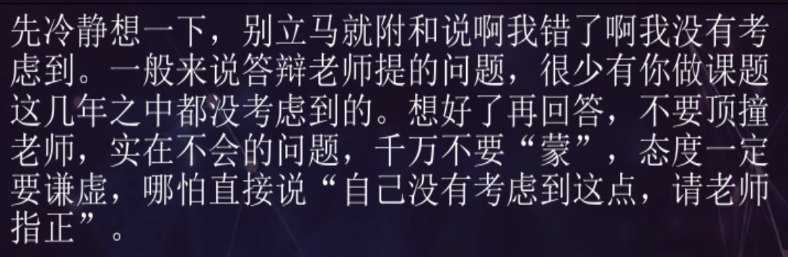 先冷静想一下，别立马就附和说啊我错了啊我没有考
虑到。一般来说答辩老师提的问题，很少有你做课题
这几年之中都没考虑到的。想好了再回答，不要顶撞
老师，实在不会的问题，千万不要“蒙”，态度一定
要谦虚，哪怕直接说“自己没有考虑到这点，请老师
指正”。